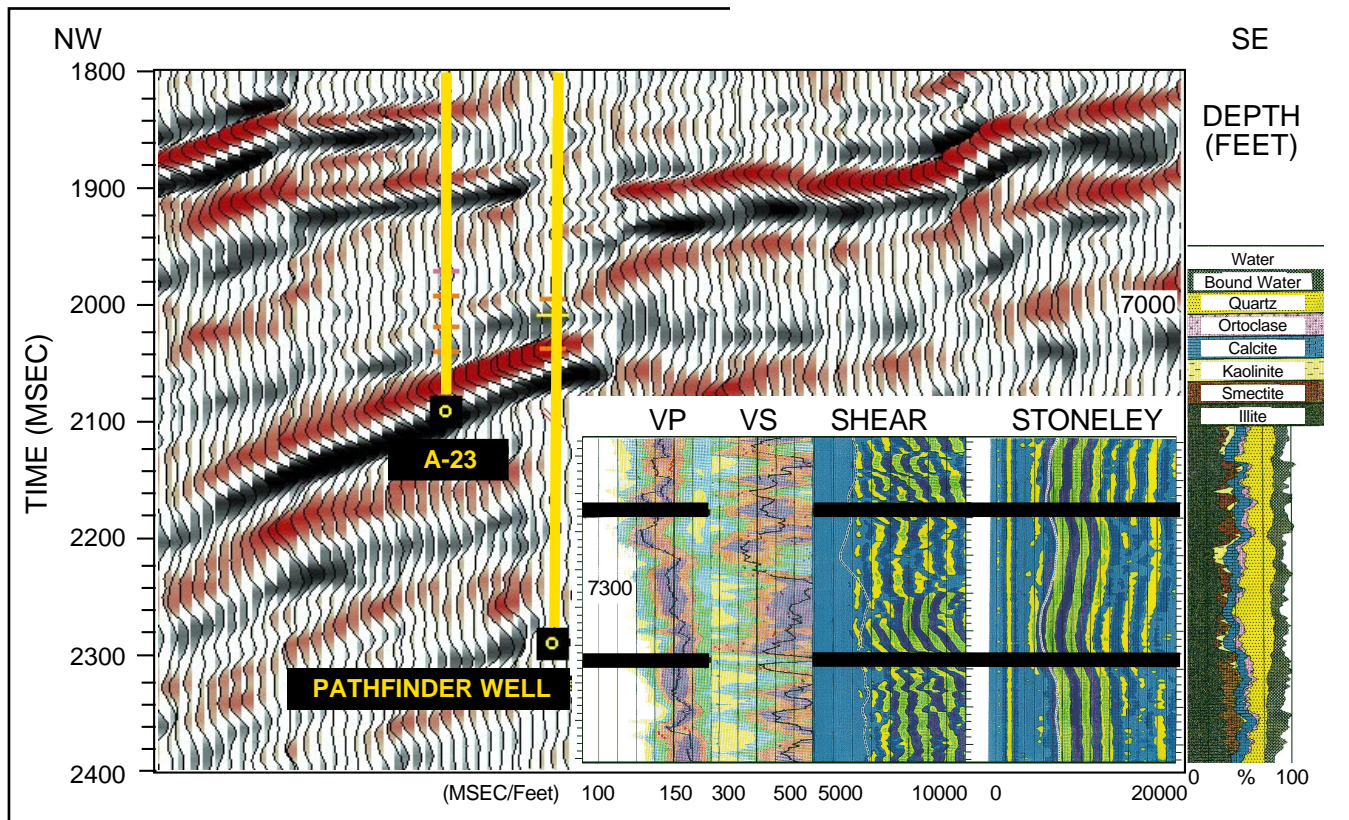 NW
SE
1800
1900
2000
2100
2200
2300
2400
TIME (MSEC)
DEPTH
(FEET)
7000
A-23
PATHFINDER WELL
VP VS SHEAR STONELEY
7300
Water
Bound Water
Quartz
Ortoclase
Calcite
Kaolinite
Smectite
Illite
0 % 100
(MSEC/Feet) 100 150 300 500 5000 10000 0 20000